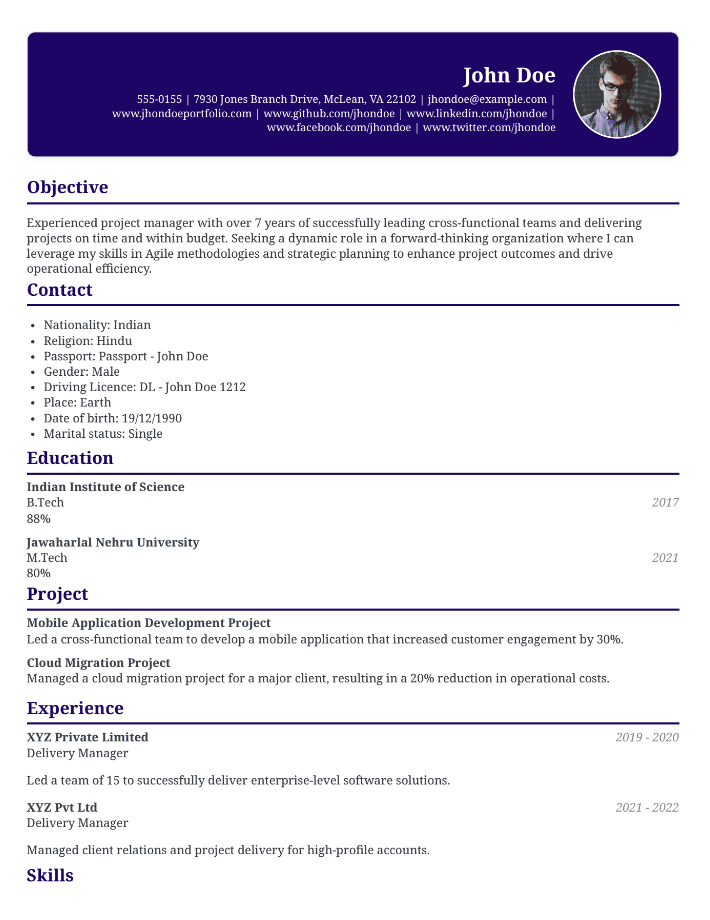 John Doe
555-0155 | 7930 Jones Branch Drive, McLean, VA 22102 | jhondoe@example.com |
www.jhondoeportfolio.com | www.github.com/jhondoe | www.linkedin.com/jhondoe |
www.facebook.com/jhondoe | www.twitter.com/jhondoe
Objective
Experienced project manager with over 7 years of successfully leading cross-functional teams and delivering
projects on time and within budget. Seeking a dynamic role in a forward-thinking organization where I can
leverage my skills in Agile methodologies and strategic planning to enhance project outcomes and drive
operational efficiency.
Contact
• Nationality: Indian
• Religion: Hindu
• Passport: Passport - John Doe
• Gender: Male
• Driving Licence: DL - John Doe 1212
• Place: Earth
• Date of birth: 19/12/1990
• Marital status: Single
Education
Indian Institute of Science
B.Tech 2017
88%
Jawaharlal Nehru University
M.Tech 2021
80%
Project
Mobile Application Development Project
Led a cross-functional team to develop a mobile application that increased customer engagement by 30%.
Cloud Migration Project
Managed a cloud migration project for a major client, resulting in a 20% reduction in operational costs.
Experience
XYZ Private Limited 2019 - 2020
Delivery Manager
Led a team of 15 to successfully deliver enterprise-level software solutions.
XYZ Pvt Ltd 2021 - 2022
Delivery Manager
Managed client relations and project delivery for high-profile accounts.
Skills